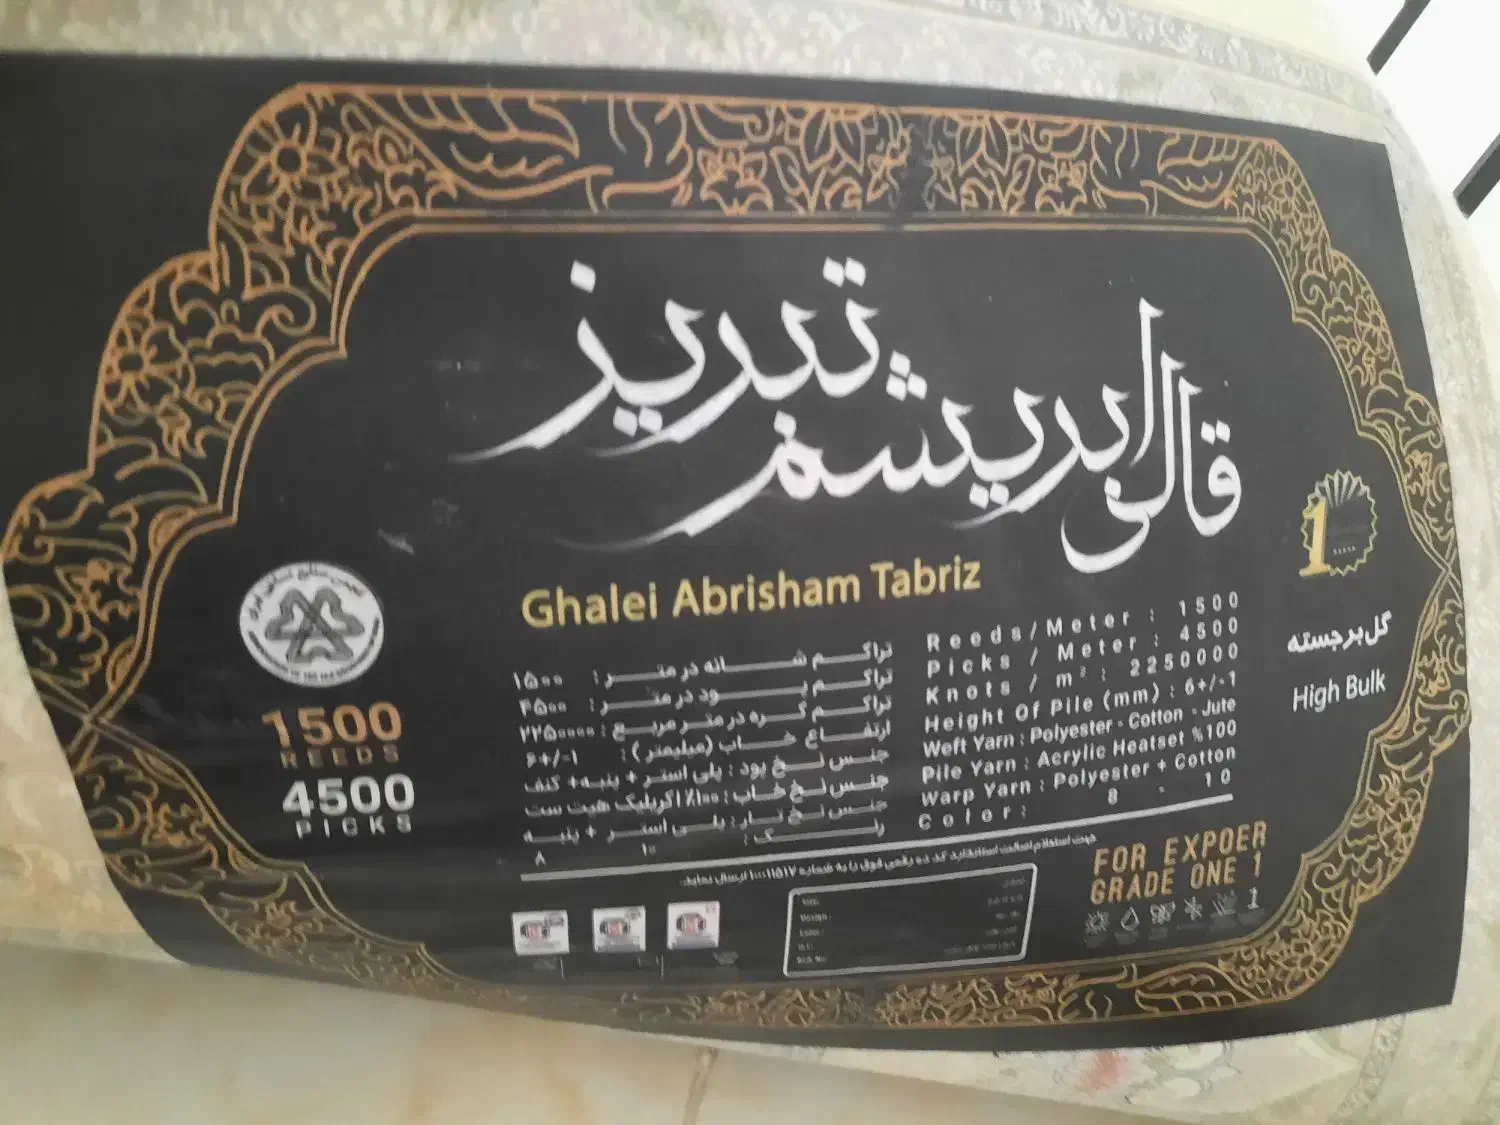 قالی ابریشم تبریز
Ghalei Abrisham Tabriz
تراکم شانه در متر: ۱۵۰۰
تراکم پود در متر: ۴۵۰۰
تراکم گره در متر مربع: ۲۲۵۰۰۰۰
ارتفاع خاب (میلیمتر): ۶+/-۱
جنس نخ پود: پلی استر + پنبه + کنف
جنس نخ خاب: ۱۰۰٪ اکریلیک هیت ست
جنس نخ تار: پلی استر + پنبه
رنگ: ۱۰ ۸
Reeds/Meter : 1500
Picks / Meter : 4500
Knots / m² : 2250000
Height Of Pile (mm) : 6+/-1
Weft Yarn : Polyester - Cotton - Jute
Pile Yarn : Acrylic Heatset %100
Warp Yarn : Polyester + Cotton
Color: 8 - 10
1
گل برجسته
High Bulk
1500
REEDS
4500
PICKS
FOR EXPOER
GRADE ONE 1